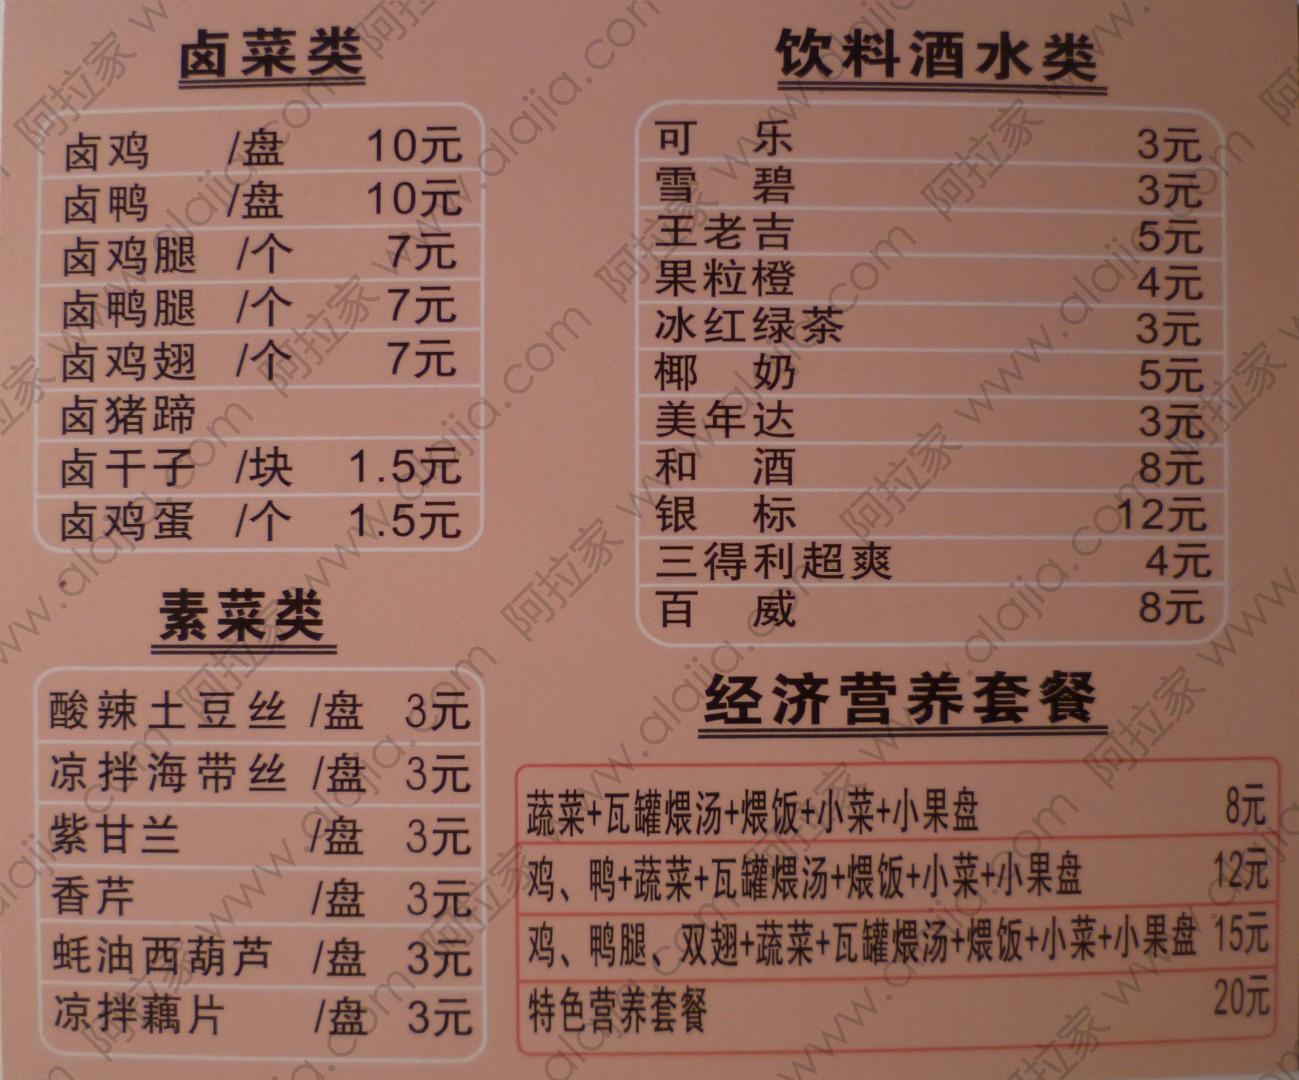 卤菜类
卤鸡 /盘 10元
卤鸭 /盘 10元
卤鸡腿 /个 7元
卤鸭腿 /个 7元
卤鸡翅 /个 7元
卤猪蹄
卤干子 /块 1.5元
卤鸡蛋 /个 1.5元
素菜类
酸辣土豆丝 /盘 3元
凉拌海带丝 /盘 3元
紫甘兰 /盘 3元
香芹 /盘 3元
蚝油西葫芦 /盘 3元
凉拌藕片 /盘 3元
饮料酒水类
可乐 3元
雪碧 3元
王老吉 5元
果粒橙 4元
冰红绿茶 3元
椰奶 5元
美年达 3元
和酒 8元
银标 12元
三得利超爽 4元
百威 8元
经济营养套餐
蔬菜+瓦罐煨汤+煨饭+小菜+小果盘 8元
鸡、鸭+蔬菜+瓦罐煨汤+煨饭+小菜+小果盘 12元
鸡、鸭腿、双翅+蔬菜+瓦罐煨汤+煨饭+小菜+小果盘 15元
特色营养套餐 20元
阿拉家 www.alajia.com